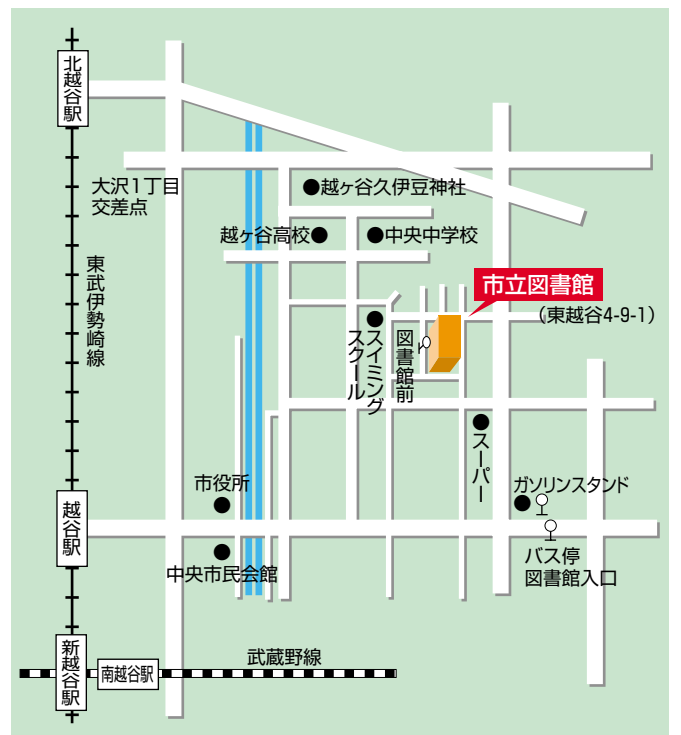 北越谷駅
大沢1丁目
交差点
越ヶ谷久伊豆神社
越ヶ谷高校
中央中学校
東武伊勢崎線
市立図書館
(東越谷4-9-1)
図書館前
スイミング
スクール
スーパー
市役所
ガソリンスタンド
越谷駅
バス停
図書館入口
中央市民会館
新越谷駅
南越谷駅
武蔵野線